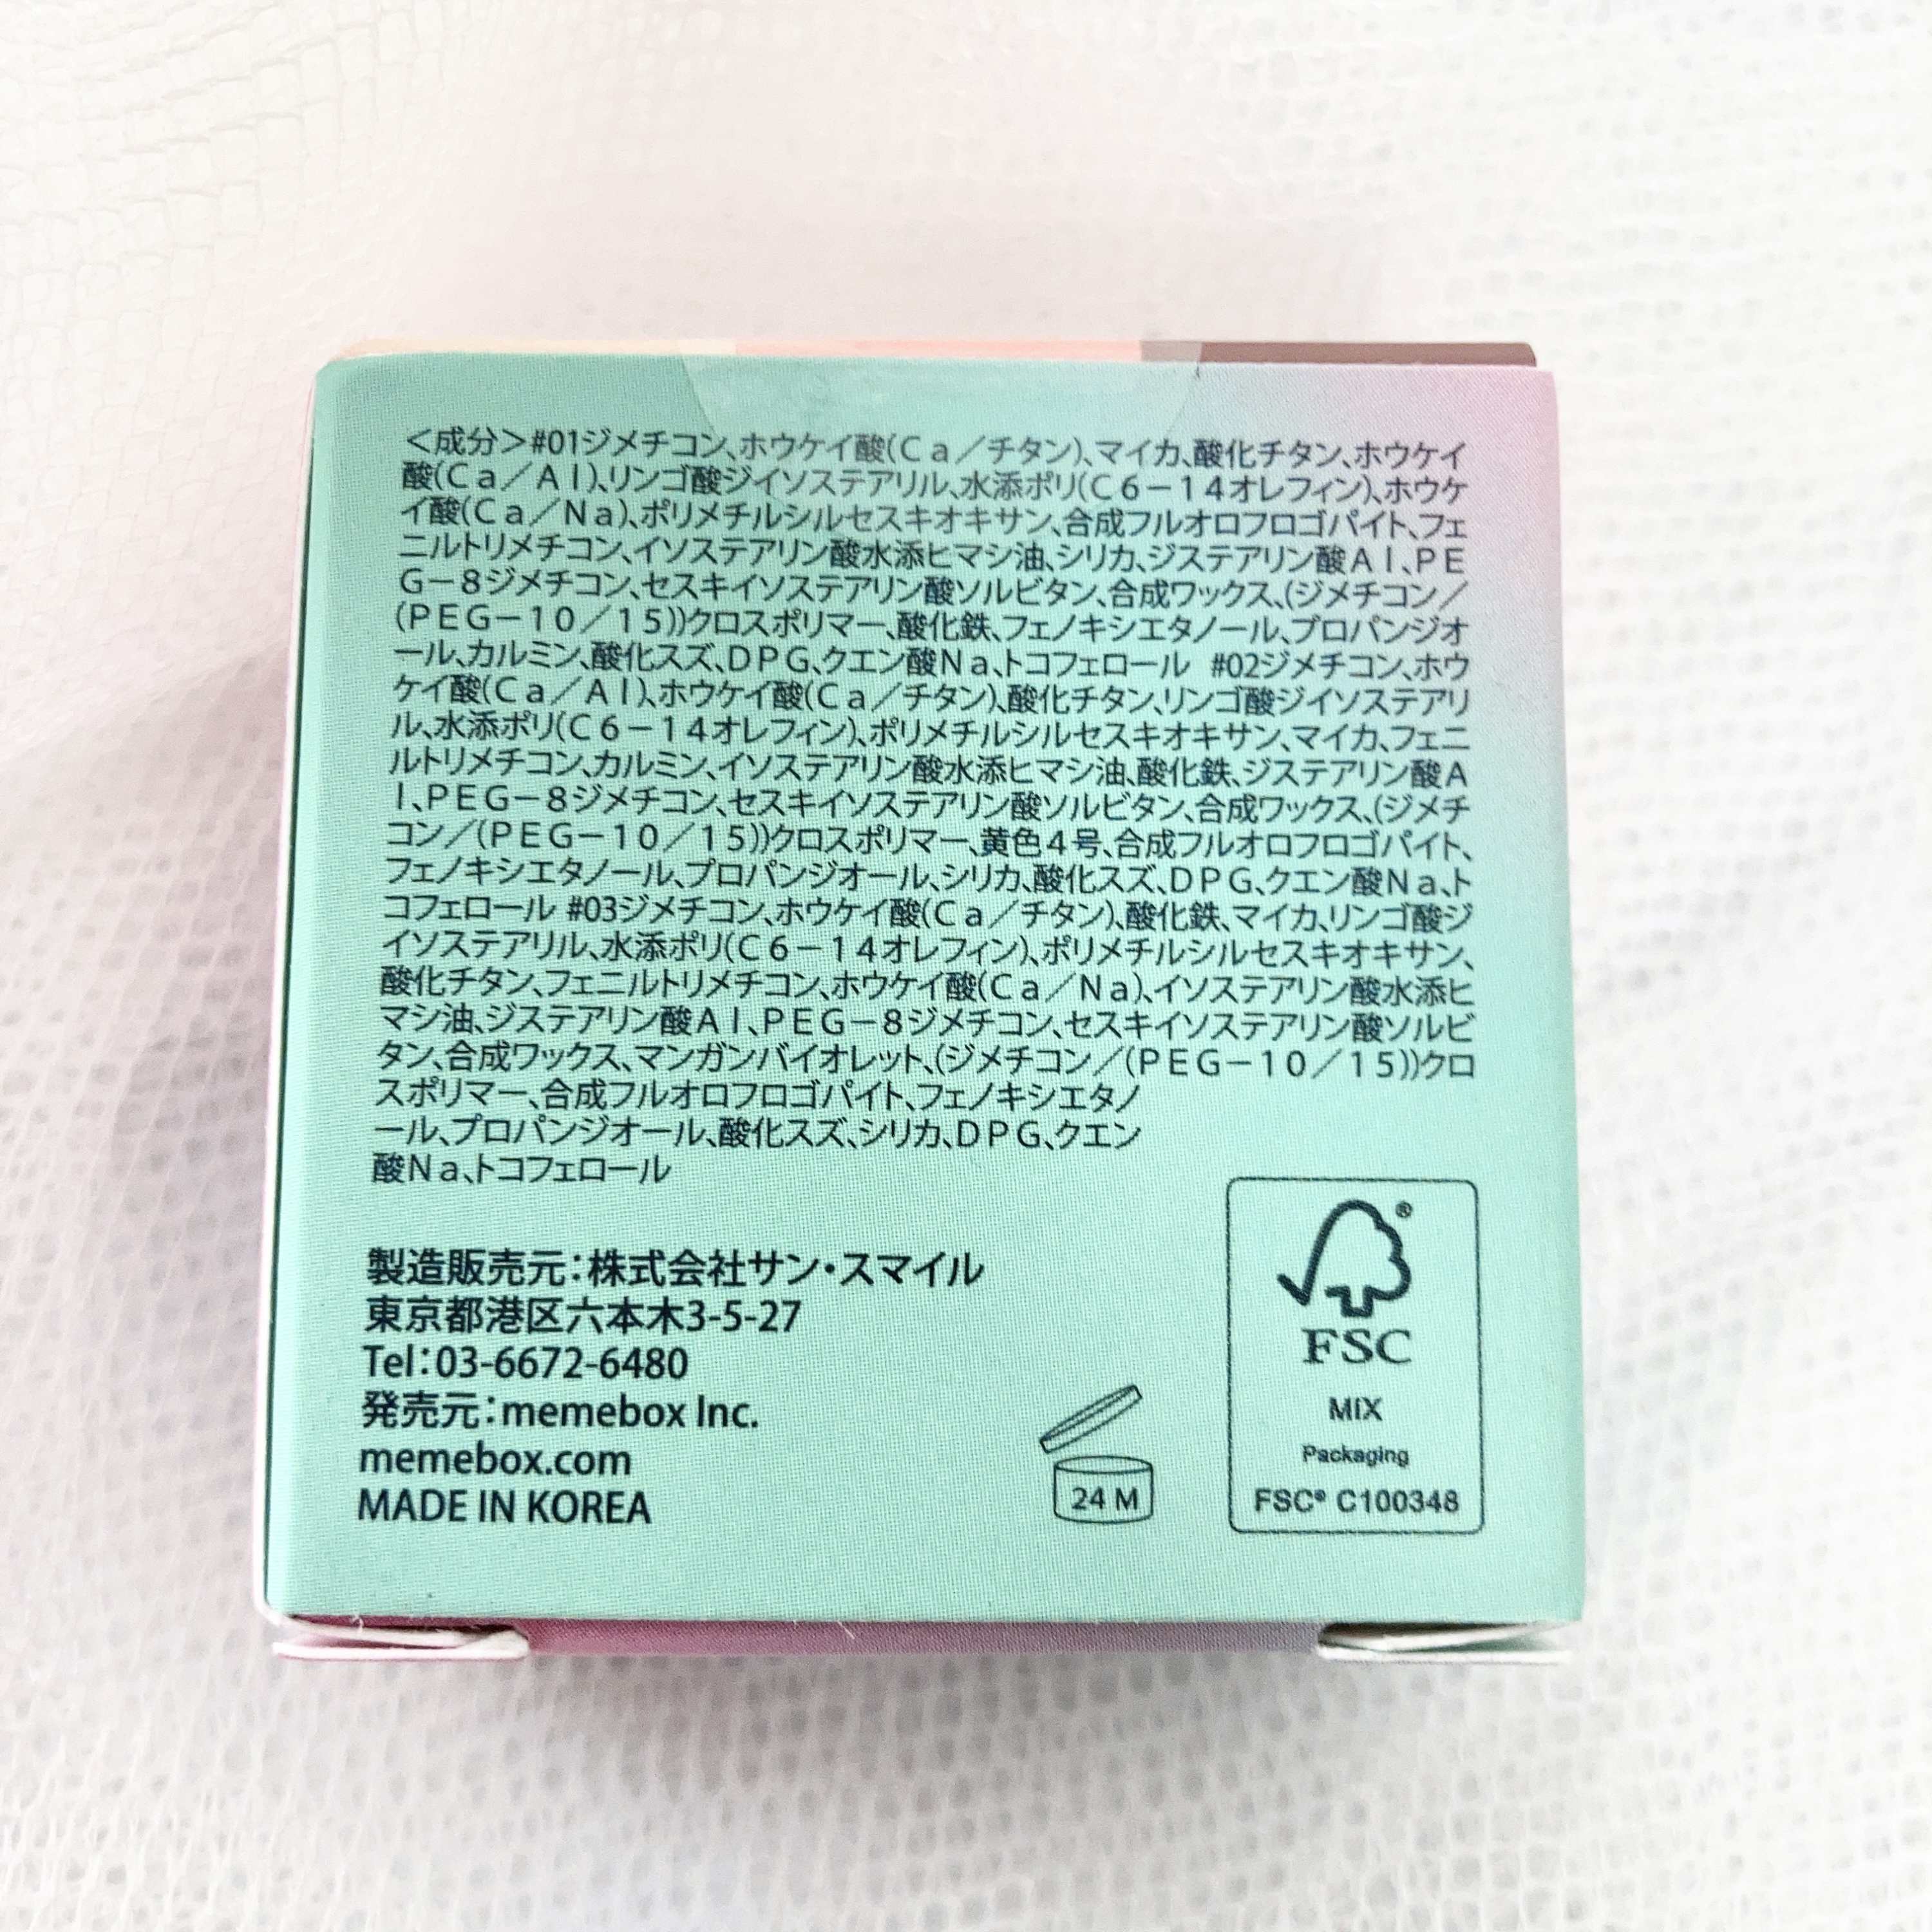 ＜成分＞#01ジメチコン、ホウケイ酸(Ｃａ／チタン)、マイカ、酸化チタン、ホウケイ
酸(Ｃａ／Ａｌ)、リンゴ酸ジイソステアリル、水添ポリ(Ｃ６－１４オレフィン)、ホウケ
イ酸(Ｃａ／Ｎａ)、ポリメチルシルセスキオキサン、合成フルオロフロゴパイト、フェ
ニルトリメチコン、イソステアリン酸水添ヒマシ油、シリカ、ジステアリン酸Ａｌ、ＰＥ
Ｇ－８ジメチコン、セスキイソステアリン酸ソルビタン、合成ワックス、(ジメチコン／
(ＰＥＧ－１０／１５))クロスポリマー、酸化鉄、フェノキシエタノール、プロパンジオ
ール、カルミン、酸化スズ、ＤＰＧ、クエン酸Ｎａ、トコフェロール #02ジメチコン、ホウ
ケイ酸(Ｃａ／Ａｌ)、ホウケイ酸(Ｃａ／チタン)、酸化チタン、リンゴ酸ジイソステアリ
ル、水添ポリ(Ｃ６－１４オレフィン)、ポリメチルシルセスキオキサン、マイカ、フェニ
ルトリメチコン、カルミン、イソステアリン酸水添ヒマシ油、酸化鉄、ジステアリン酸Ａ
ｌ、ＰＥＧ－８ジメチコン、セスキイソステアリン酸ソルビタン、合成ワックス、(ジメチ
コン／(ＰＥＧ－１０／１５))クロスポリマー、黄色４号、合成フルオロフロゴパイト、
フェノキシエタノール、プロパンジオール、シリカ、酸化スズ、ＤＰＧ、クエン酸Ｎａ、ト
コフェロール #03ジメチコン、ホウケイ酸(Ｃａ／チタン)、酸化鉄、マイカ、リンゴ酸ジ
イソステアリル、水添ポリ(Ｃ６－１４オレフィン)、ポリメチルシルセスキオキサン、
酸化チタン、フェニルトリメチコン、ホウケイ酸(Ｃａ／Ｎａ)、イソステアリン酸水添ヒ
マシ油、ジステアリン酸Ａｌ、ＰＥＧ－８ジメチコン、セスキイソステアリン酸ソルビ
タン、合成ワックス、マンガンバイオレット、(ジメチコン／(ＰＥＧ－１０／１５))クロ
スポリマー、合成フルオロフロゴパイト、フェノキシエタノ
ール、プロパンジオール、酸化スズ、シリカ、ＤＰＧ、クエン
酸Ｎａ、トコフェロール
製造販売元：株式会社サン・スマイル
東京都港区六本木3-5-27
Tel：03-6672-6480
発売元：memebox Inc.
memebox.com
MADE IN KOREA
24 M
®
FSC
MIX
Packaging
FSC® C100348